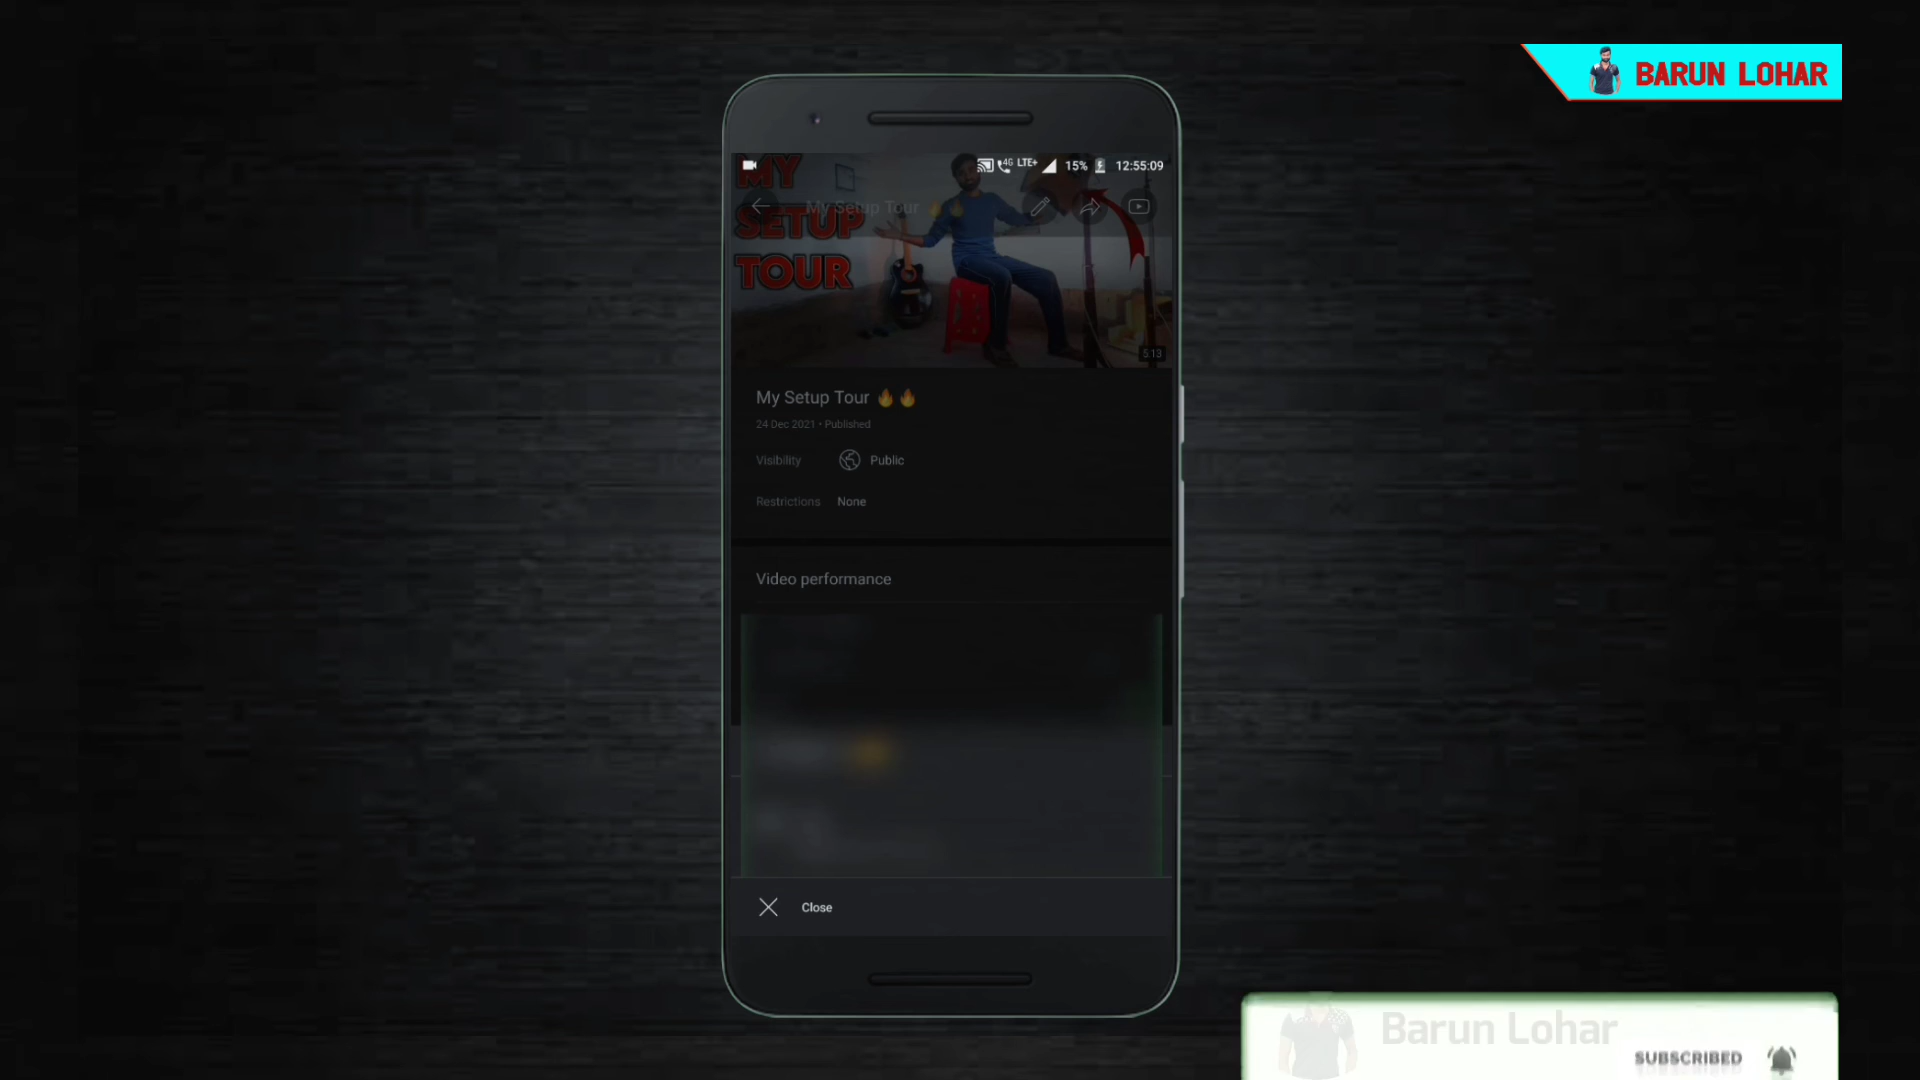 BARUN LOHAR
4G LTE+ 15% 12:55:09
MY
SETUP
TOUR
My Setup Tour 🔥🔥
5:13
My Setup Tour 🔥🔥
24 Dec 2021 • Published
Visibility Public
Restrictions None
Video performance
Close
Barun Lohar
SUBSCRIBED